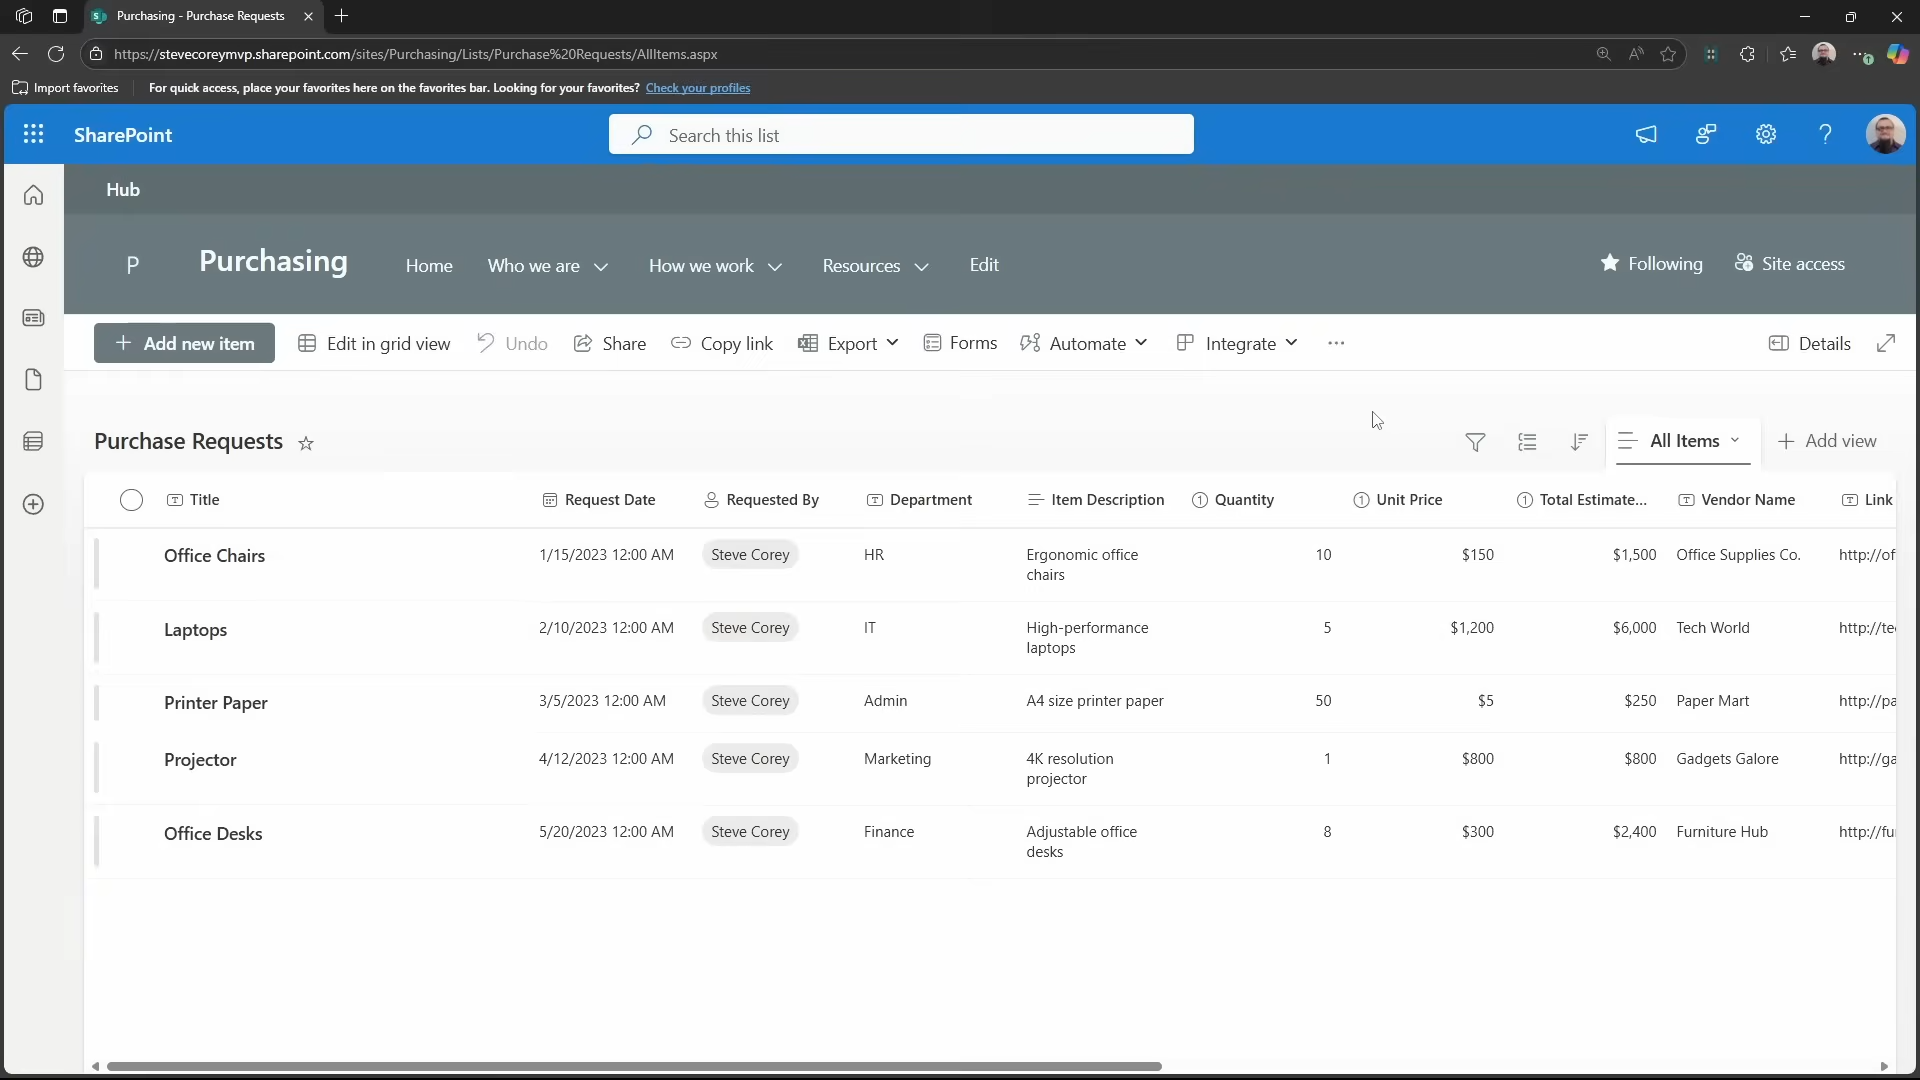 Purchasing - Purchase Requests
https://stevecoreymvp.sharepoint.com/sites/Purchasing/Lists/Purchase%20Requests/AllItems.aspx
Import favorites For quick access, place your favorites here on the favorites bar. Looking for your favorites? Check your profiles
SharePoint Search this list
Hub
P Purchasing Home Who we are How we work Resources Edit Following Site access
Add new item Edit in grid view Undo Share Copy link Export Forms Automate Integrate Details
Purchase Requests All Items Add view
Title Request Date Requested By Department Item Description Quantity Unit Price Total Estimate... Vendor Name Link
Office Chairs 1/15/2023 12:00 AM Steve Corey HR Ergonomic office 10 $150 $1,500 Office Supplies Co. http://of
chairs
Laptops 2/10/2023 12:00 AM Steve Corey IT High-performance 5 $1,200 $6,000 Tech World http://te
laptops
Printer Paper 3/5/2023 12:00 AM Steve Corey Admin A4 size printer paper 50 $5 $250 Paper Mart http://pa
Projector 4/12/2023 12:00 AM Steve Corey Marketing 4K resolution 1 $800 $800 Gadgets Galore http://ga
projector
Office Desks 5/20/2023 12:00 AM Steve Corey Finance Adjustable office 8 $300 $2,400 Furniture Hub http://fu
desks